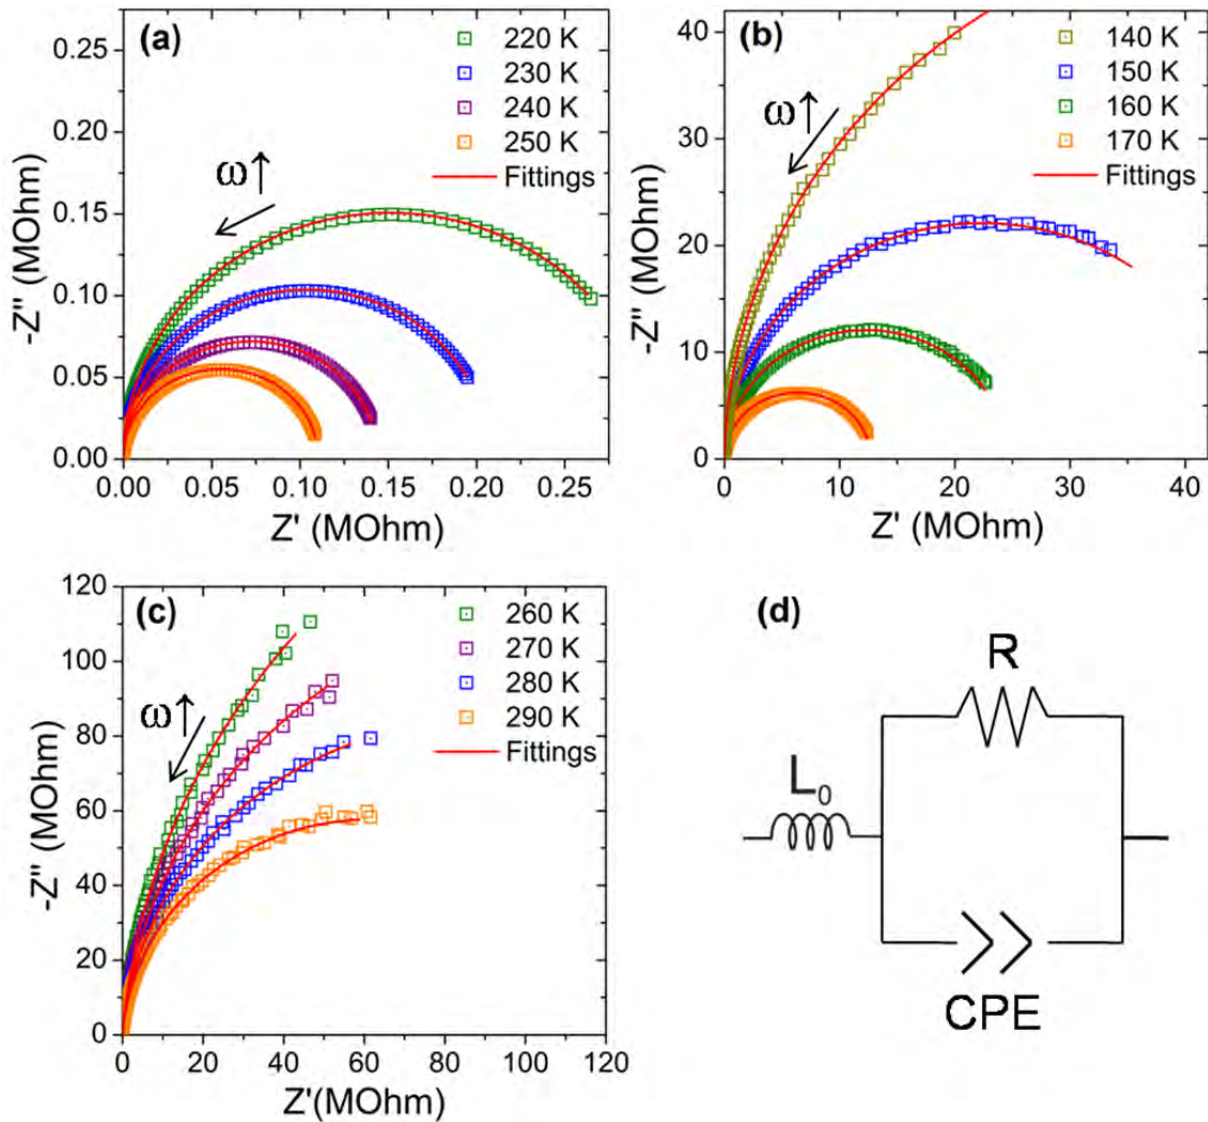 (a)
220 K
230 K
240 K
250 K
Fittings
ω↑
0.25
0.20
0.15
0.10
0.05
0.00
-Z'' (MOhm)
0.00 0.05 0.10 0.15 0.20 0.25
Z' (MOhm)
(b)
140 K
150 K
160 K
170 K
Fittings
ω↑
40
30
20
10
0
-Z'' (MOhm)
0 10 20 30 40
Z' (MOhm)
(c)
260 K
270 K
280 K
290 K
Fittings
ω↑
120
100
80
60
40
20
0
-Z'' (MOhm)
0 20 40 60 80 100 120
Z'(MOhm)
(d)
R
L₀
CPE